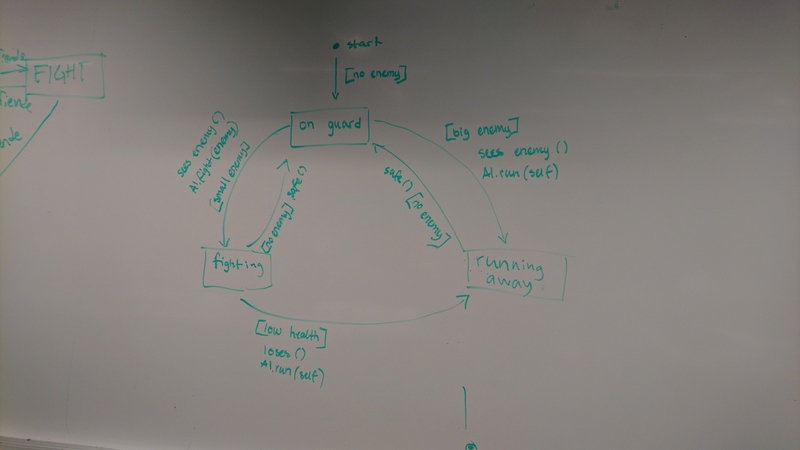 start
[no enemy]
FIGHT
on guard
sees enemy()
AI.fight(enemy)
[small enemy]
[no enemy] safe()
[big enemy]
sees enemy()
AI.run(self)
safe() [no enemy]
fighting
running
away
[low health]
loses()
AI.run(self)